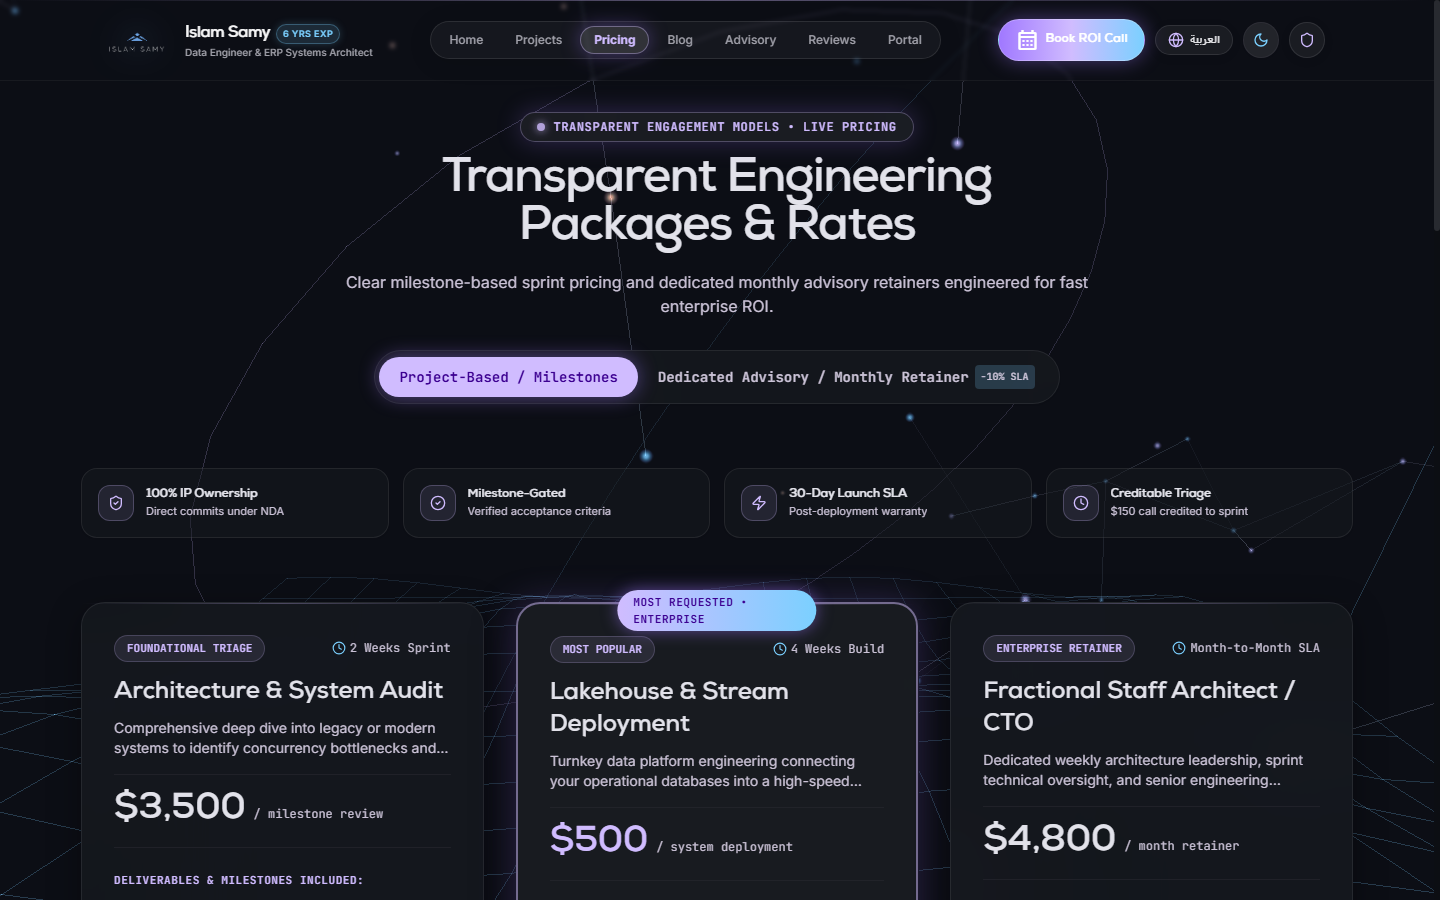 ISLAM SAMY
Islam Samy
6 YRS EXP
Data Engineer & ERP Systems Architect
Home
Projects
Pricing
Blog
Advisory
Reviews
Portal
Book ROI Call
العربية
TRANSPARENT ENGAGEMENT MODELS • LIVE PRICING
Transparent Engineering
Packages & Rates
Clear milestone-based sprint pricing and dedicated monthly advisory retainers engineered for fast
enterprise ROI.
Project-Based / Milestones
Dedicated Advisory / Monthly Retainer
-10% SLA
100% IP Ownership
Direct commits under NDA
Milestone-Gated
Verified acceptance criteria
30-Day Launch SLA
Post-deployment warranty
Creditable Triage
$150 call credited to sprint
FOUNDATIONAL TRIAGE
2 Weeks Sprint
Architecture & System Audit
Comprehensive deep dive into legacy or modern
systems to identify concurrency bottlenecks and...
$3,500 / milestone review
DELIVERABLES & MILESTONES INCLUDED:
MOST REQUESTED •
ENTERPRISE
MOST POPULAR
4 Weeks Build
Lakehouse & Stream
Deployment
Turnkey data platform engineering connecting
your operational databases into a high-speed...
$500 / system deployment
ENTERPRISE RETAINER
Month-to-Month SLA
Fractional Staff Architect /
CTO
Dedicated weekly architecture leadership, sprint
technical oversight, and senior engineering...
$4,800 / month retainer